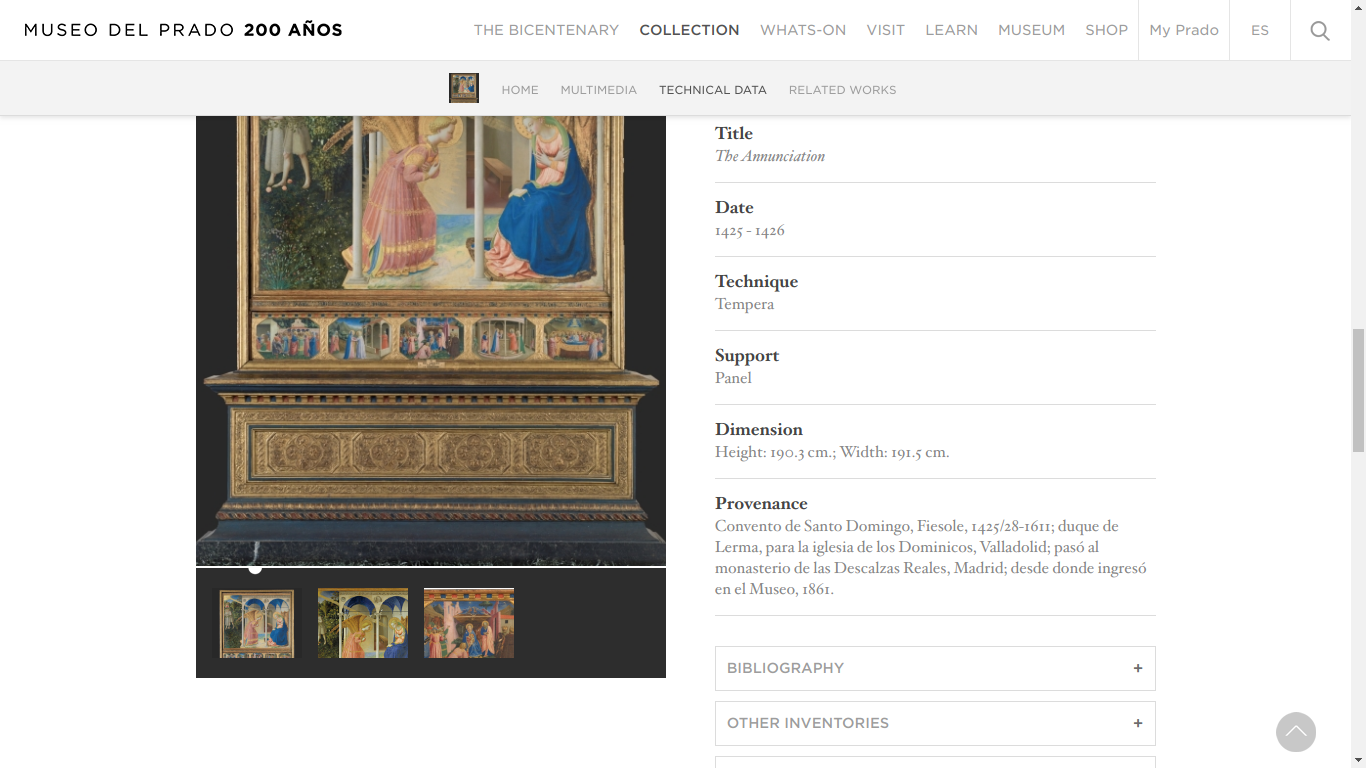 MUSEO DEL PRADO 200 AÑOS
THE BICENTENARY COLLECTION WHATS-ON VISIT LEARN MUSEUM SHOP My Prado ES
HOME MULTIMEDIA TECHNICAL DATA RELATED WORKS
Title
The Annunciation
Date
1425 - 1426
Technique
Tempera
Support
Panel
Dimension
Height: 190.3 cm.; Width: 191.5 cm.
Provenance
Convento de Santo Domingo, Fiesole, 1425/28-1611; duque de
Lerma, para la iglesia de los Dominicos, Valladolid; pasó al
monasterio de las Descalzas Reales, Madrid; desde donde ingresó
en el Museo, 1861.
BIBLIOGRAPHY +
OTHER INVENTORIES +